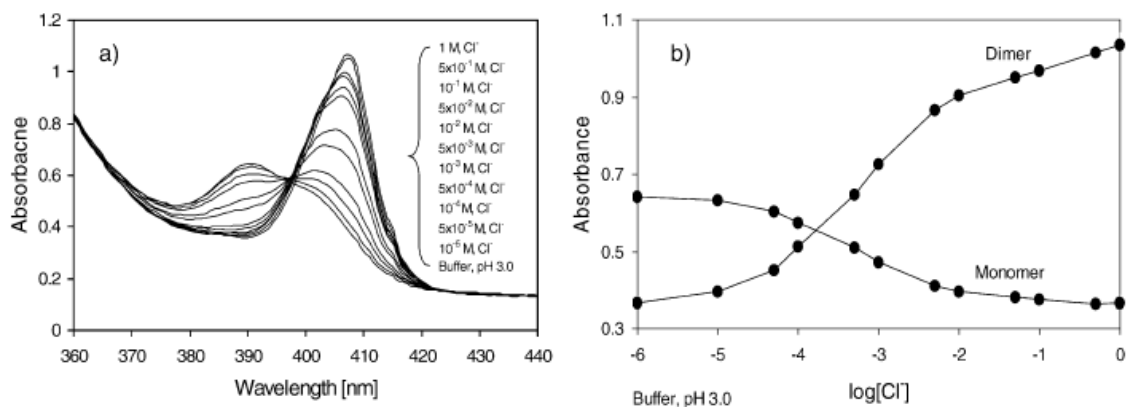 a)
1.2
1
0.8
0.6
0.4
0.2
0
Absorbacne
360 370 380 390 400 410 420 430 440
Wavelength [nm]
1 M, Cl⁻
5x10⁻¹ M, Cl⁻
10⁻¹ M, Cl⁻
5x10⁻² M, Cl⁻
10⁻² M, Cl⁻
5x10⁻³ M, Cl⁻
10⁻³ M, Cl⁻
5x10⁻⁴ M, Cl⁻
10⁻⁴ M, Cl⁻
5x10⁻⁵ M, Cl⁻
10⁻⁶ M, Cl⁻
Buffer, pH 3.0
b)
1.1
0.9
0.7
0.5
0.3
Absorbance
Dimer
Monomer
-6 -5 -4 -3 -2 -1 0
Buffer, pH 3.0
log[Cl⁻]